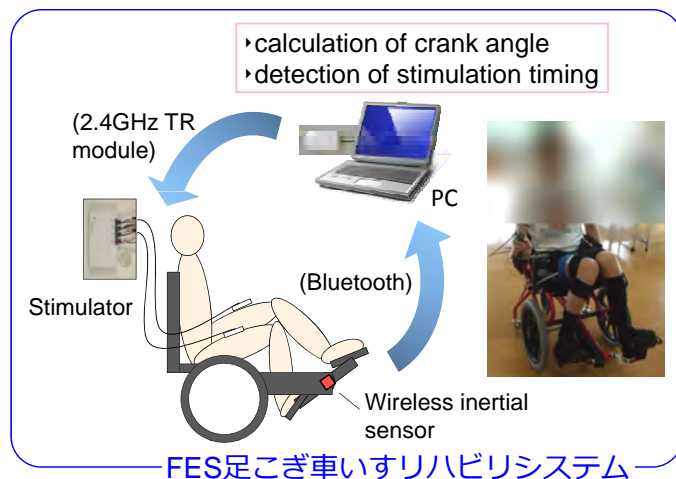 ‣calculation of crank angle
‣detection of stimulation timing
(2.4GHz TR
module)
PC
Stimulator
(Bluetooth)
Wireless inertial
sensor
FES足こぎ車いすリハビリシステム